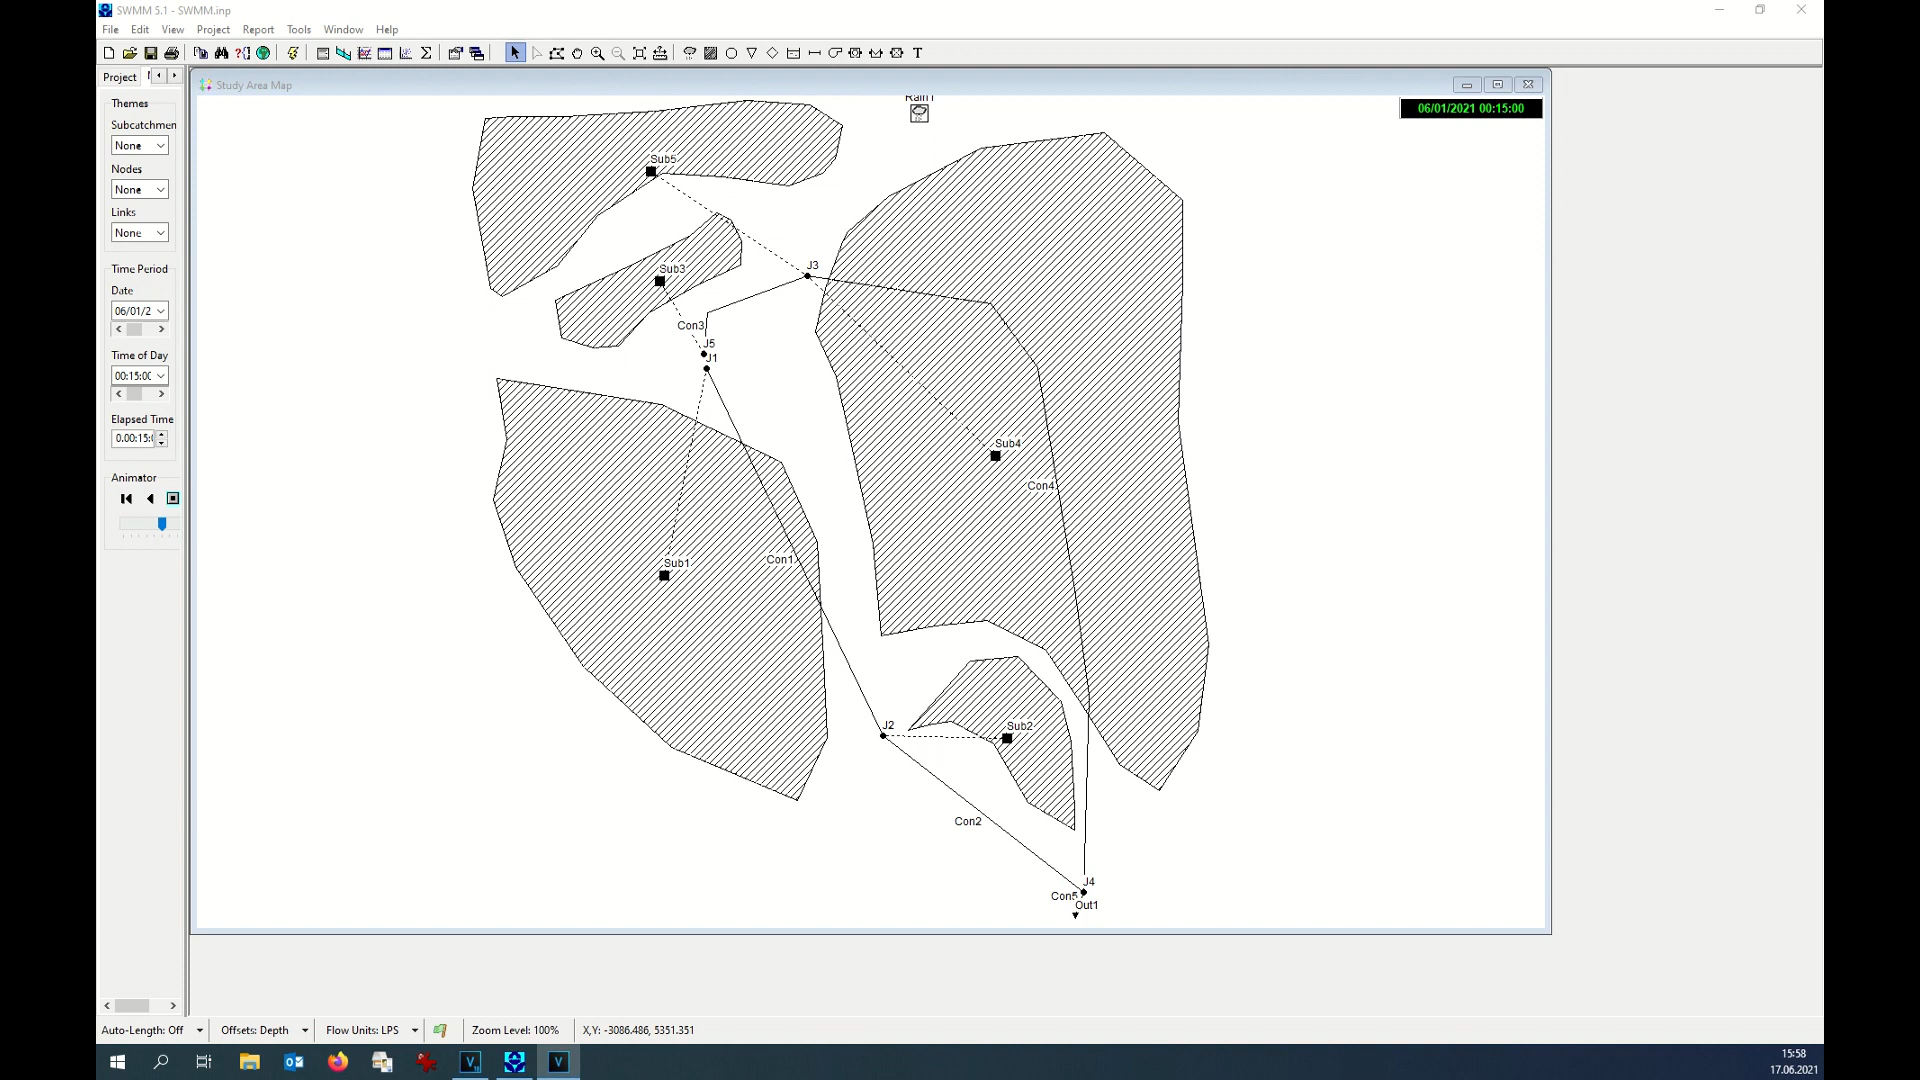 SWMM 5.1 - SWMM.inp
File Edit View Project Report Tools Window Help
Project
Study Area Map
06/01/2021 00:15:00
Themes
Subcatchmen
None
Nodes
None
Links
None
Time Period
Date
06/01/2
Time of Day
00:15:00
Elapsed Time
0.00:15:0
Animator
Rain1
Sub5
Sub3
J3
Con3
J5
J1
Sub4
Con4
Sub1
Con1
J2
Sub2
Con2
J4
Con5
Out1
Auto-Length: Off Offsets: Depth Flow Units: LPS Zoom Level: 100% X,Y: -3086.486, 5351.351
15:58
17.06.2021